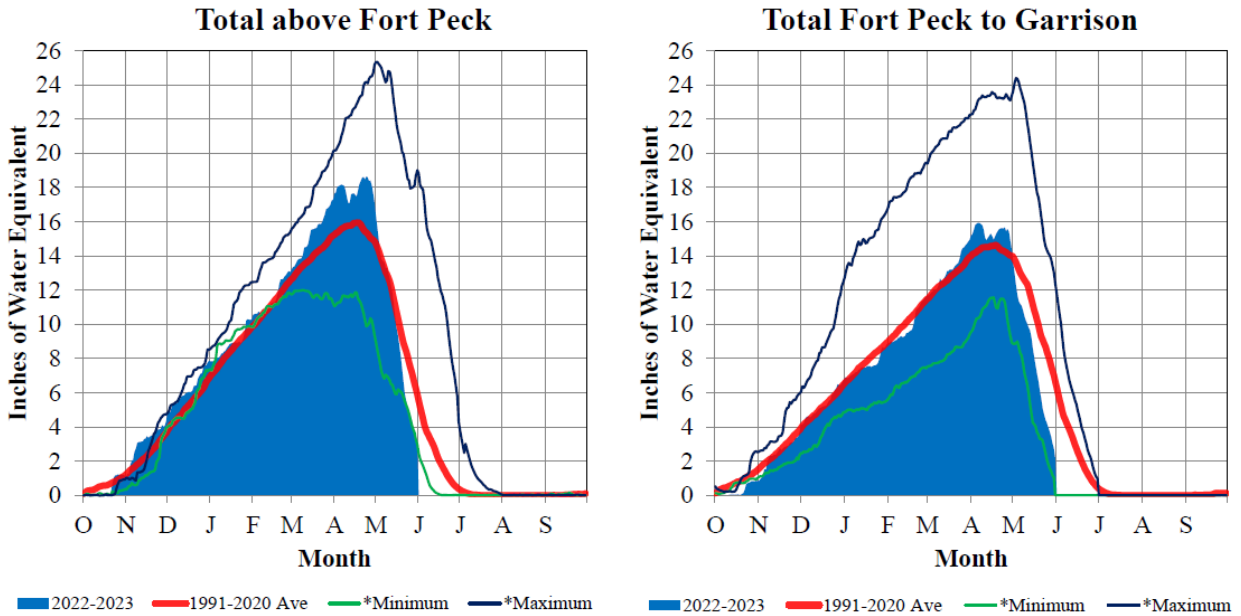 Total above Fort Peck
Inches of Water Equivalent
26
24
22
20
18
16
14
12
10
8
6
4
2
0
O N D J F M A M J J A S
Month
2022-2023 1991-2020 Ave *Minimum *Maximum
Total Fort Peck to Garrison
Inches of Water Equivalent
26
24
22
20
18
16
14
12
10
8
6
4
2
0
O N D J F M A M J J A S
Month
2022-2023 1991-2020 Ave *Minimum *Maximum